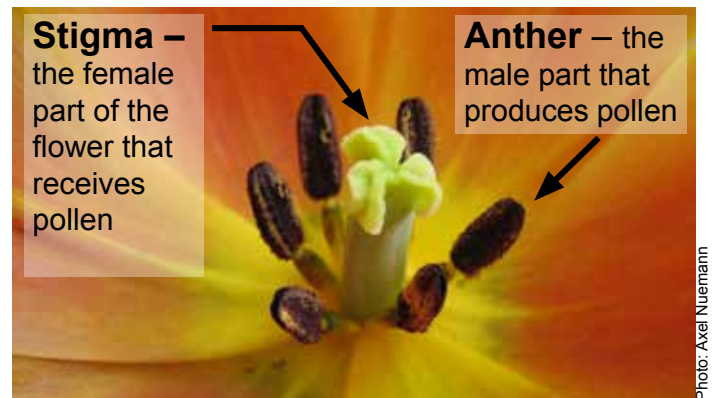 Stigma –
the female
part of the
flower that
receives
pollen
Anther – the
male part that
produces pollen
Photo: Axel Nuemann